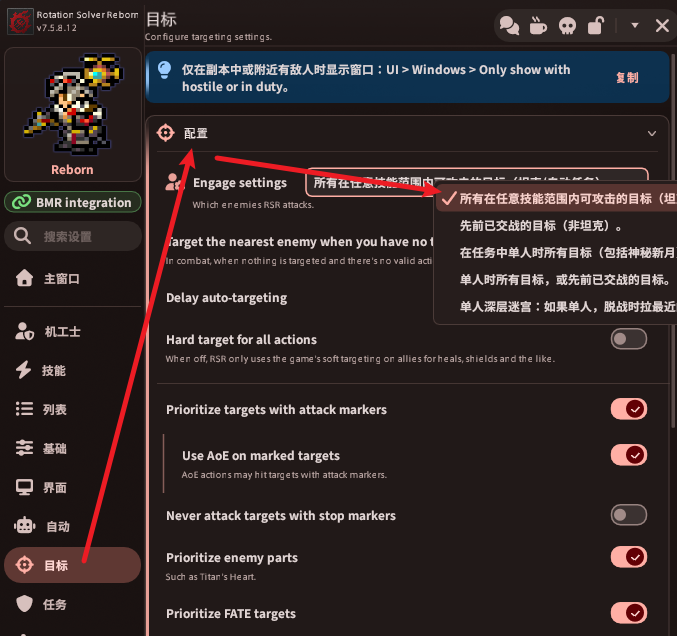 Rotation Solver Reborn
v7.5.8.12
Reborn
BMR integration
搜索设置
主窗口
机工士
技能
列表
基础
界面
自动
目标
任务
目标
Configure targeting settings.
仅在副本中或附近有敌人时显示窗口：UI > Windows > Only show with
hostile or in duty。
复制
配置
Engage settings
Which enemies RSR attacks.
所有在任意技能范围内可攻击的目标（坦
先前已交战的目标（非坦克）。
在任务中单人时所有目标（包括神秘新月
单人时所有目标，或先前已交战的目标。
单人深层迷宫：如果单人，脱战时拉最近
Target the nearest enemy when you have no t
In combat, when nothing is targeted and there's no valid acti
Delay auto-targeting
Hard target for all actions
When off, RSR only uses the game's soft targeting on allies for heals, shields and the like.
Prioritize targets with attack markers
Use AoE on marked targets
AoE actions may hit targets with attack markers.
Never attack targets with stop markers
Prioritize enemy parts
Such as Titan's Heart.
Prioritize FATE targets